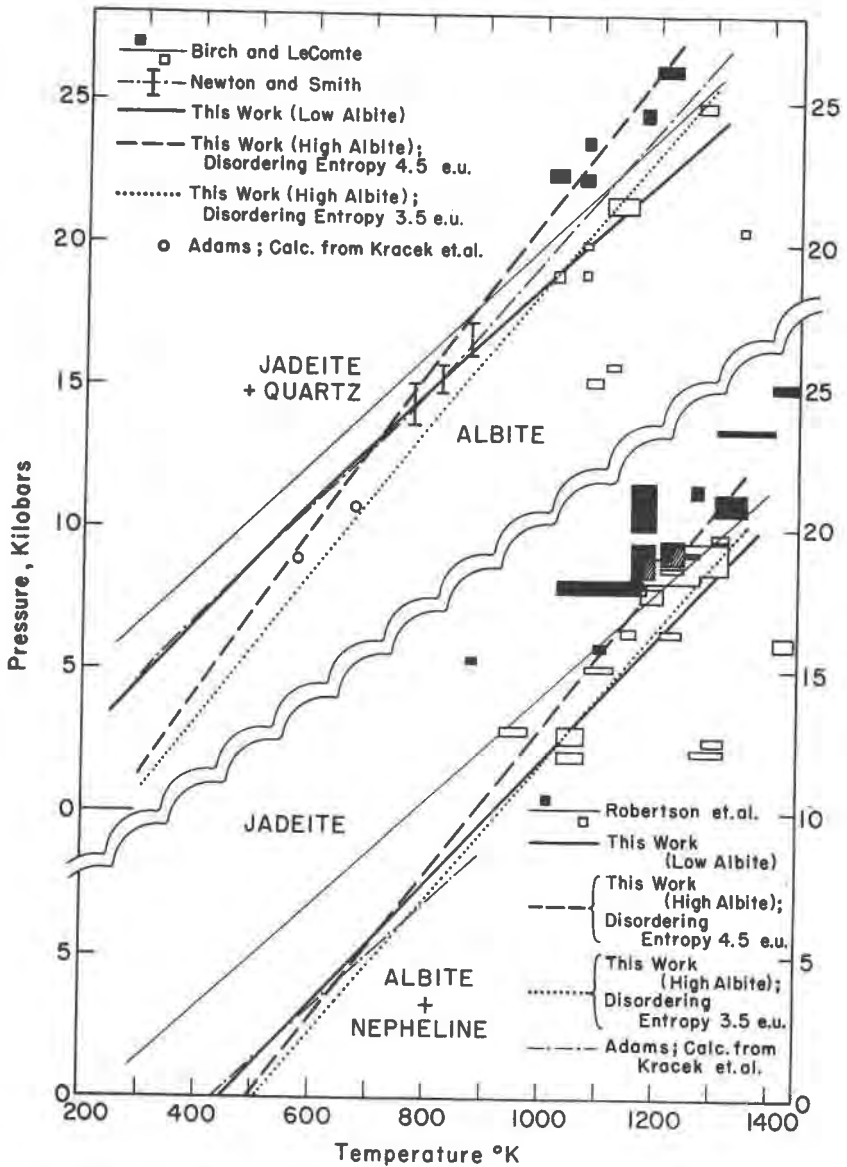 Birch and LeComte
Newton and Smith
This Work (Low Albite)
This Work (High Albite);
Disordering Entropy 4.5 e.u.
This Work (High Albite);
Disordering Entropy 3.5 e.u.
Adams; Calc. from Kracek et.al.
25
20
15
10
5
0
5
0
25
20
15
25
20
15
10
5
0
JADEITE
+ QUARTZ
ALBITE
JADEITE
ALBITE
+
NEPHELINE
Robertson et.al.
This Work
(Low Albite)
This Work
(High Albite);
Disordering
Entropy 4.5 e.u.
This Work
(High Albite);
Disordering
Entropy 3.5 e.u.
Adams; Calc. from
Kracek et.al.
Pressure, Kilobars
200
400
600
800
1000
1200
1400
Temperature °K